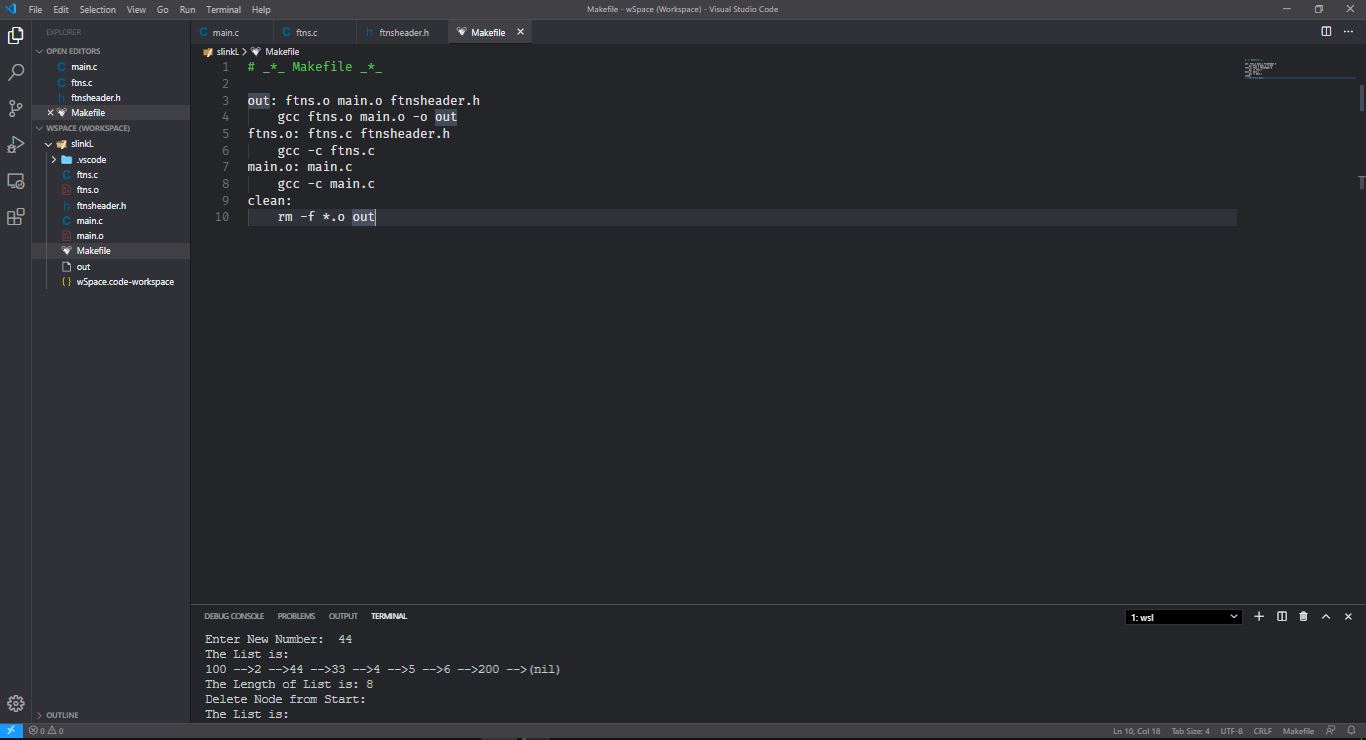 File Edit Selection View Go Run Terminal Help
Makefile - wSpace (Workspace) - Visual Studio Code
EXPLORER
OPEN EDITORS
main.c
ftns.c
ftnsheader.h
Makefile
WSPACE (WORKSPACE)
slinkL
.vscode
ftns.c
ftns.o
ftnsheader.h
main.c
main.o
Makefile
out
wSpace.code-workspace
OUTLINE
main.c ftns.c ftnsheader.h Makefile
slinkL > Makefile
1 # _*_ Makefile _*_
2
3 out: ftns.o main.o ftnsheader.h
4 gcc ftns.o main.o -o out
5 ftns.o: ftns.c ftnsheader.h
6 gcc -c ftns.c
7 main.o: main.c
8 gcc -c main.c
9 clean:
10 rm -f *.o out
DEBUG CONSOLE PROBLEMS OUTPUT TERMINAL
1: wsl
Enter New Number:  44
The List is:
100 -->2 -->44 -->33 -->4 -->5 -->6 -->200 -->(nil)
The Length of List is: 8
Delete Node from Start:
The List is:
0 0
Ln 10, Col 18 Tab Size: 4 UTF-8 CRLF Makefile